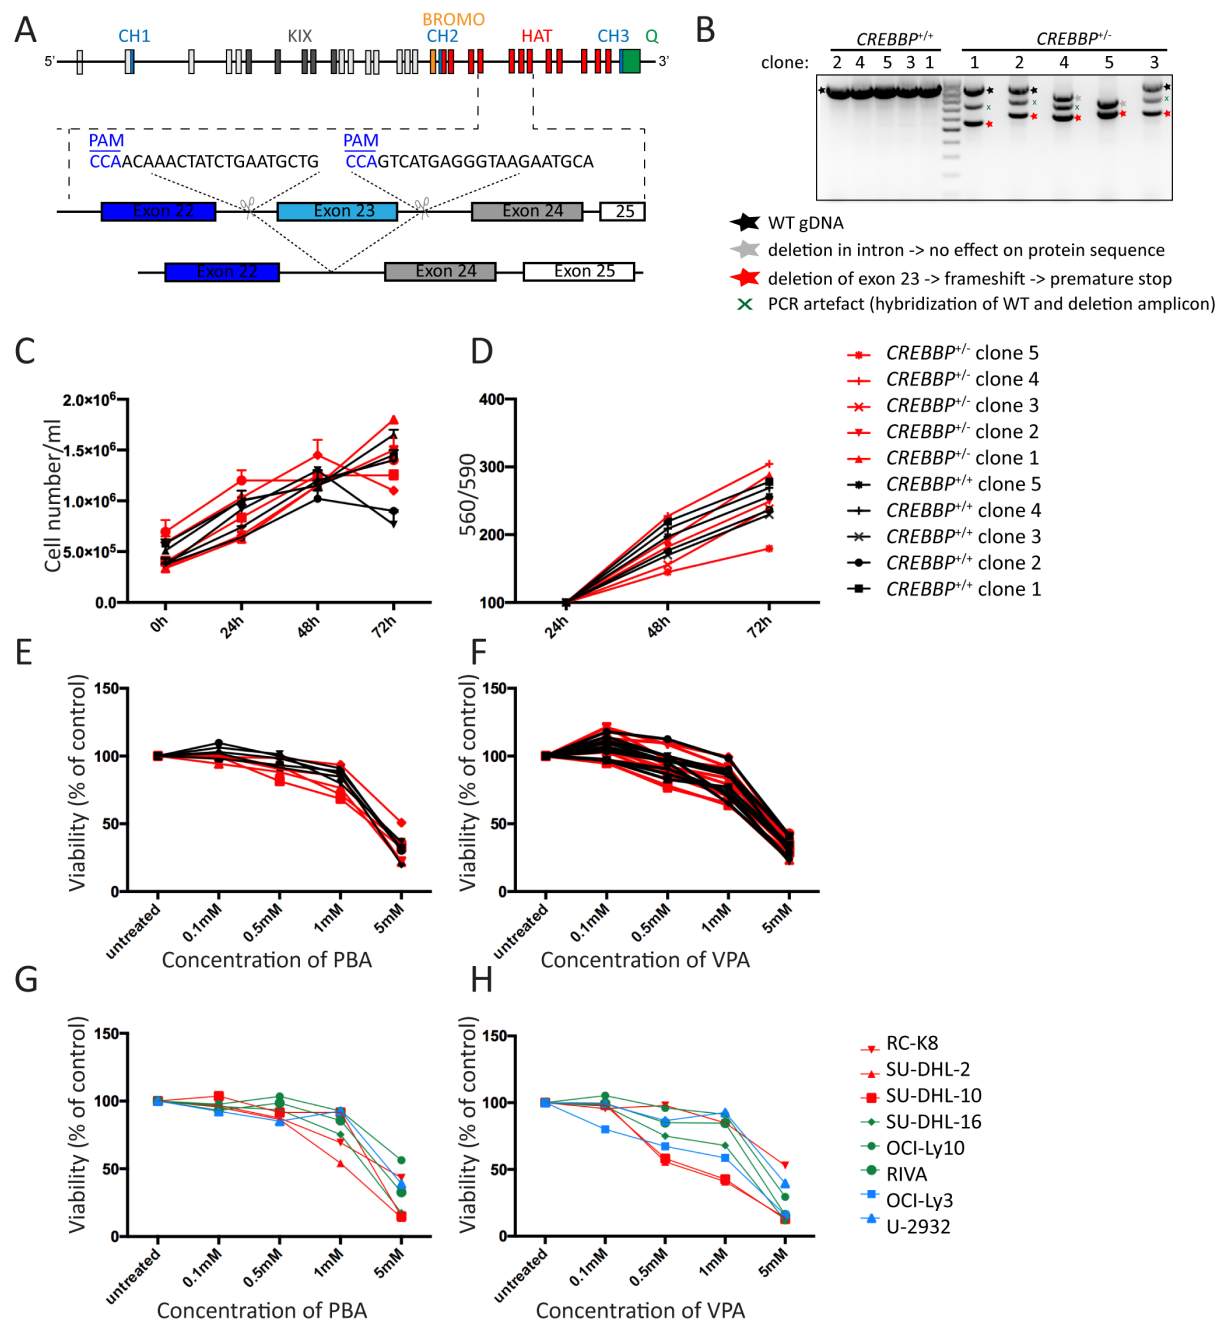 A
BROMO
CH1
KIX
CH2
HAT
CH3
Q
5'
3'
PAM
PAM
CCAACAAACTATCTGAATGCTG
CCAGTCATGAGGGTAAGAATGCA
Exon 22
Exon 23
Exon 24
25
Exon 22
Exon 24
Exon 25
B
CREBBP+/+
CREBBP+/-
clone:
2 4 5 3 1
1 2 4 5 3
WT gDNA
deletion in intron -> no effect on protein sequence
deletion of exon 23 -> frameshift -> premature stop
PCR artefact (hybridization of WT and deletion amplicon)
C
Cell number/ml
2.0×10⁶
1.5×10⁶
1.0×10⁶
5.0×10⁵
0.0
0h
24h
48h
72h
D
560/590
400
300
200
100
24h
48h
72h
CREBBP+/- clone 5
CREBBP+/- clone 4
CREBBP+/- clone 3
CREBBP+/- clone 2
CREBBP+/- clone 1
CREBBP+/+ clone 5
CREBBP+/+ clone 4
CREBBP+/+ clone 3
CREBBP+/+ clone 2
CREBBP+/+ clone 1
E
Viability (% of control)
150
100
50
0
untreated
0.1mM
0.5mM
1mM
5mM
Concentration of PBA
F
Viability (% of control)
150
100
50
0
untreated
0.1mM
0.5mM
1mM
5mM
Concentration of VPA
G
Viability (% of control)
150
100
50
0
untreated
0.1mM
0.5mM
1mM
5mM
Concentration of PBA
H
Viability (% of control)
150
100
50
0
untreated
0.1mM
0.5mM
1mM
5mM
Concentration of VPA
RC-K8
SU-DHL-2
SU-DHL-10
SU-DHL-16
OCI-Ly10
RIVA
OCI-Ly3
U-2932